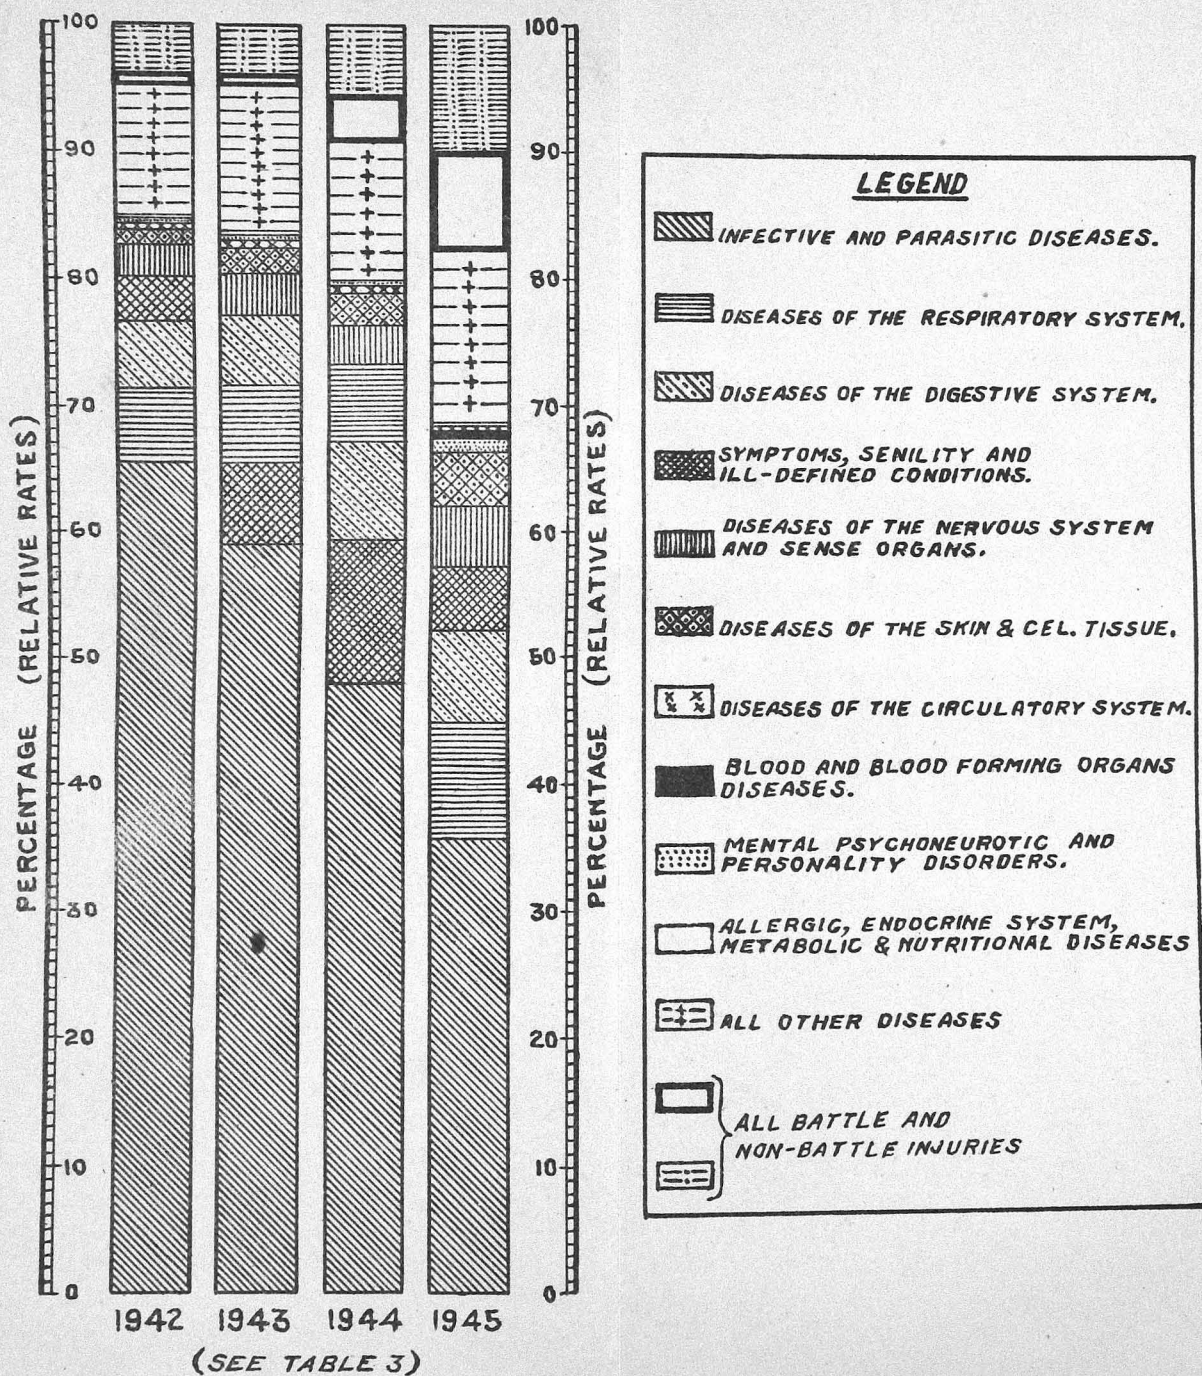 100
90
80
70
60
50
40
30
20
10
0
PERCENTAGE (RELATIVE RATES)
100
90
80
70
60
50
40
30
20
10
0
PERCENTAGE (RELATIVE RATES)
1942 1943 1944 1945
(SEE TABLE 3)
LEGEND
INFECTIVE AND PARASITIC DISEASES.
DISEASES OF THE RESPIRATORY SYSTEM.
DISEASES OF THE DIGESTIVE SYSTEM.
SYMPTOMS, SENILITY AND
ILL-DEFINED CONDITIONS.
DISEASES OF THE NERVOUS SYSTEM
AND SENSE ORGANS.
DISEASES OF THE SKIN & CEL. TISSUE.
DISEASES OF THE CIRCULATORY SYSTEM.
BLOOD AND BLOOD FORMING ORGANS
DISEASES.
MENTAL PSYCHONEUROTIC AND
PERSONALITY DISORDERS.
ALLERGIC, ENDOCRINE SYSTEM,
METABOLIC & NUTRITIONAL DISEASES
ALL OTHER DISEASES
ALL BATTLE AND
NON-BATTLE INJURIES